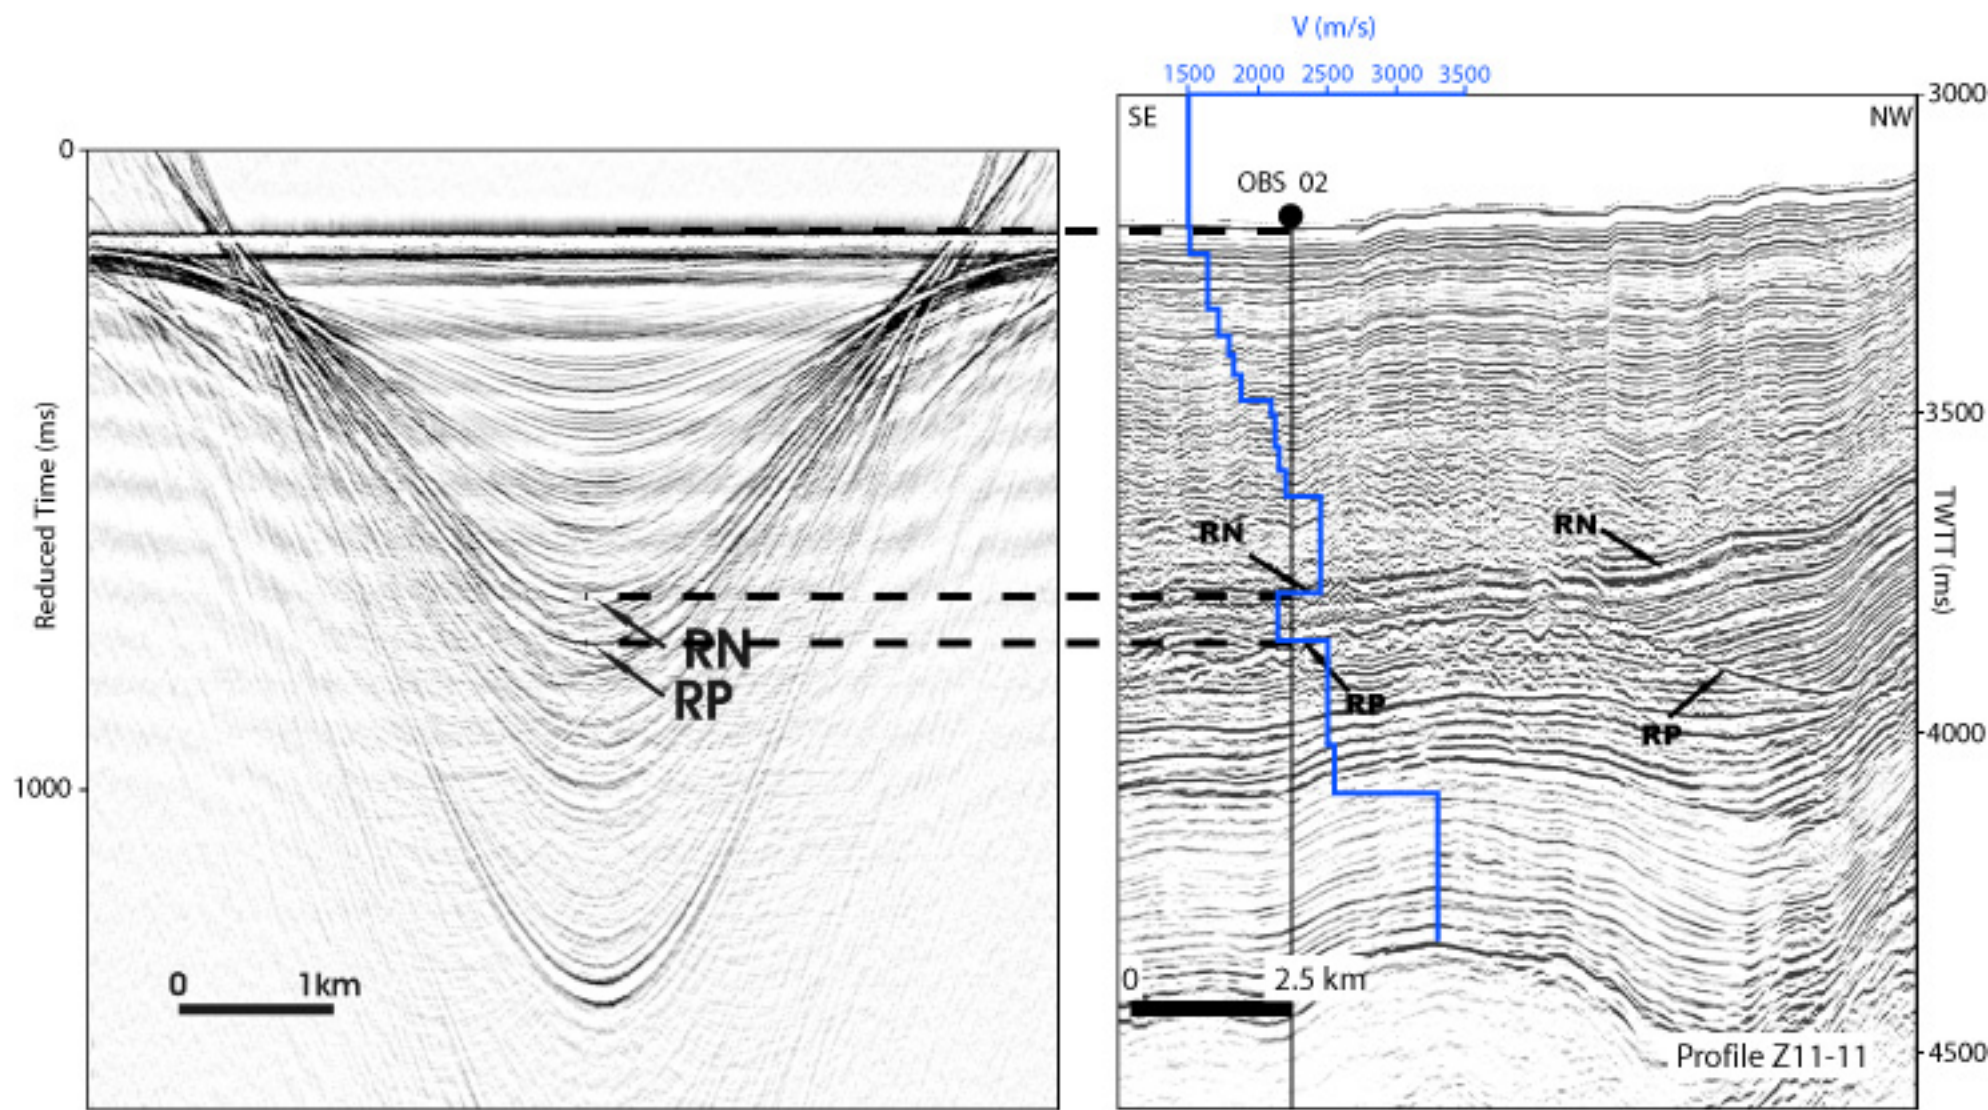 V (m/s)
1500 2000 2500 3000 3500
SE
NW
3000
OBS 02
0
3500
RN
RN
Reduced Time (ms)
TWTT (ms)
RN
RP
RP
RP
4000
1000
0 1km
0 2.5 km
Profile Z11-11
4500